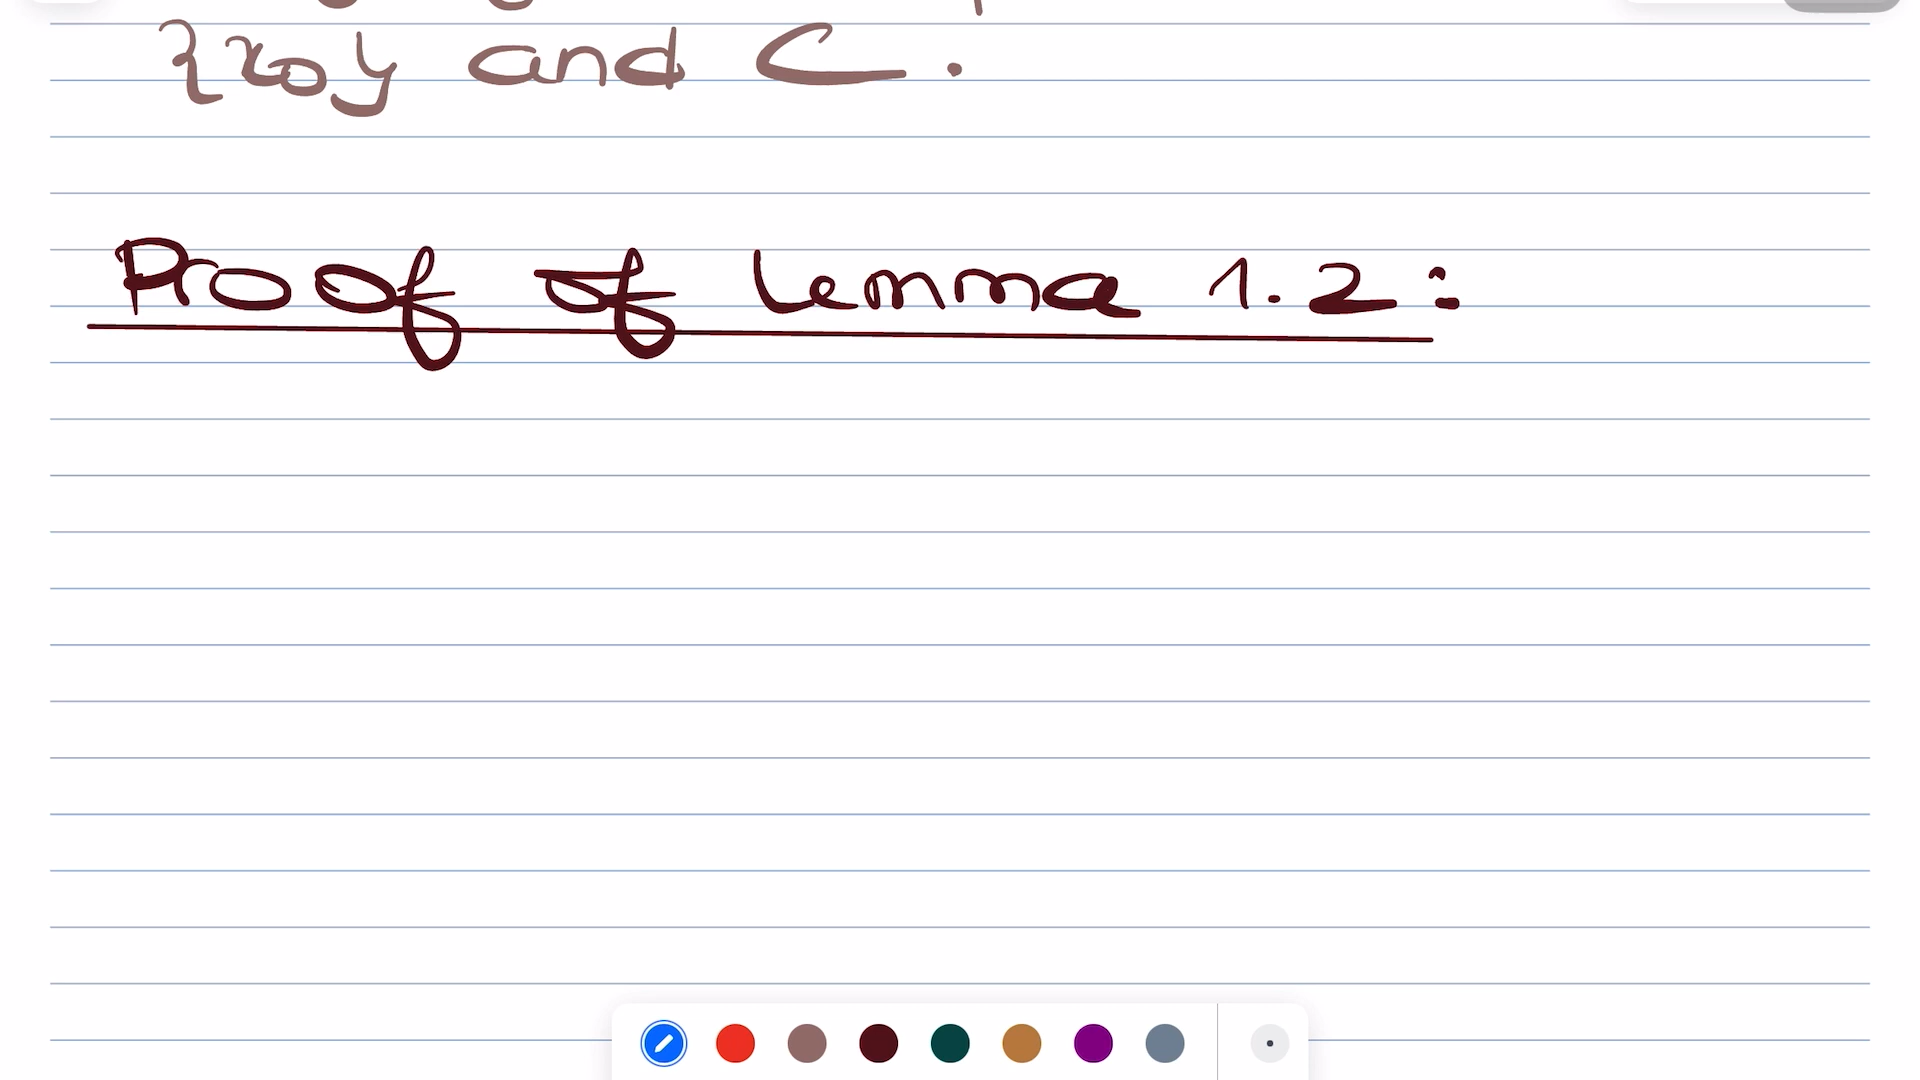 {x0} and C.
Proof of Lemma 1.2: